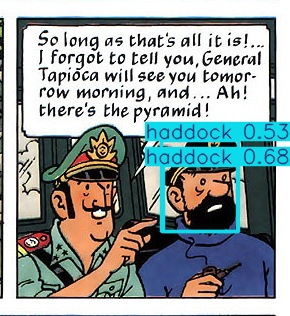 So long as that's all it is!...
I forgot to tell you, General
Tapioca will see you tomor-
row morning, and... Ah!
there's the pyramid!
haddock 0.53
haddock 0.68